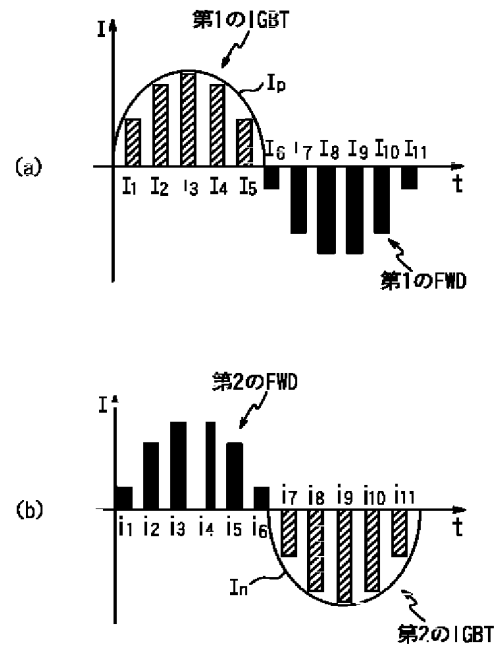 I
第1のIGBT
Ip
(a)
I6 I7 I8 I9 I10 I11
I1 I2 I3 I4 I5
t
第1のFWD
第2のFWD
I
i7 i8 i9 i10 i11
(b)
i1 i2 i3 i4 i5 i6
t
In
第2のIGBT